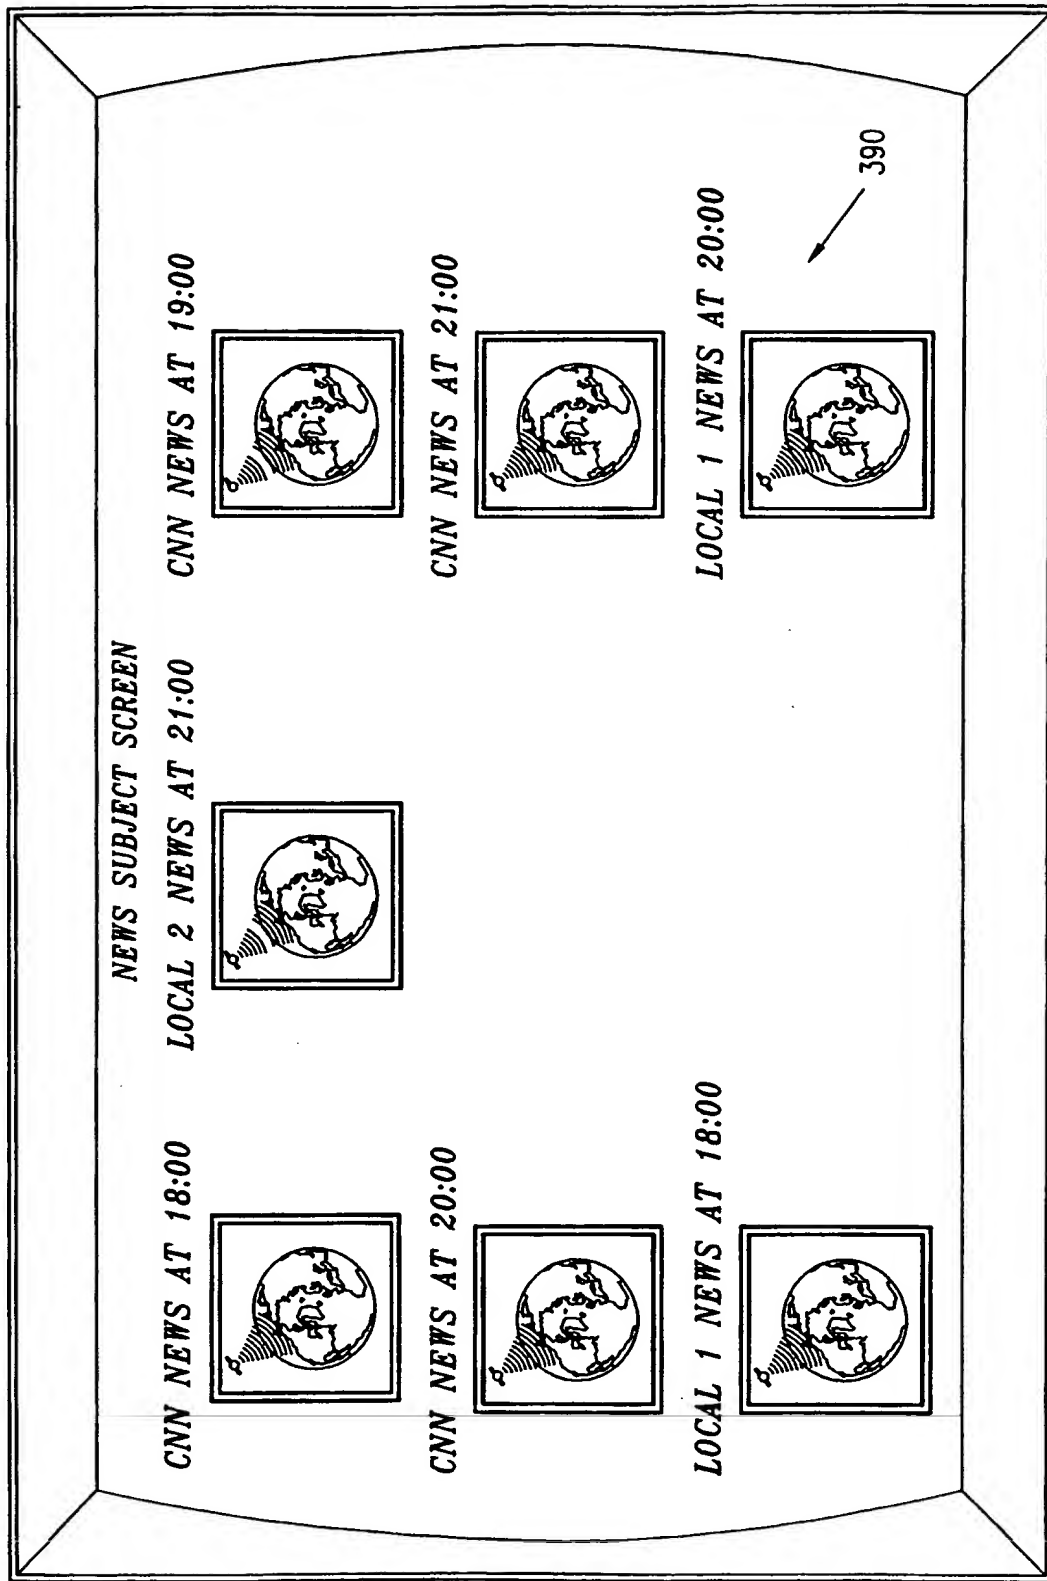 NEWS SUBJECT SCREEN
CNN NEWS AT 18:00
LOCAL 2 NEWS AT 21:00
CNN NEWS AT 19:00
CNN NEWS AT 20:00
CNN NEWS AT 21:00
LOCAL 1 NEWS AT 18:00
LOCAL 1 NEWS AT 20:00
390